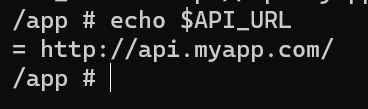 /app # echo $API_URL
= http://api.myapp.com/
/app #